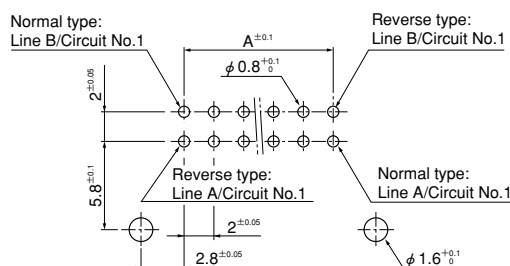 Normal type:
Line B/Circuit No.1
Reverse type:
Line B/Circuit No.1
A±0.1
φ0.8+0.1 0
2±0.05
5.8±0.1
Reverse type:
Line A/Circuit No.1
Normal type:
Line A/Circuit No.1
2±0.05
2.8±0.05
φ1.6+0.1 0